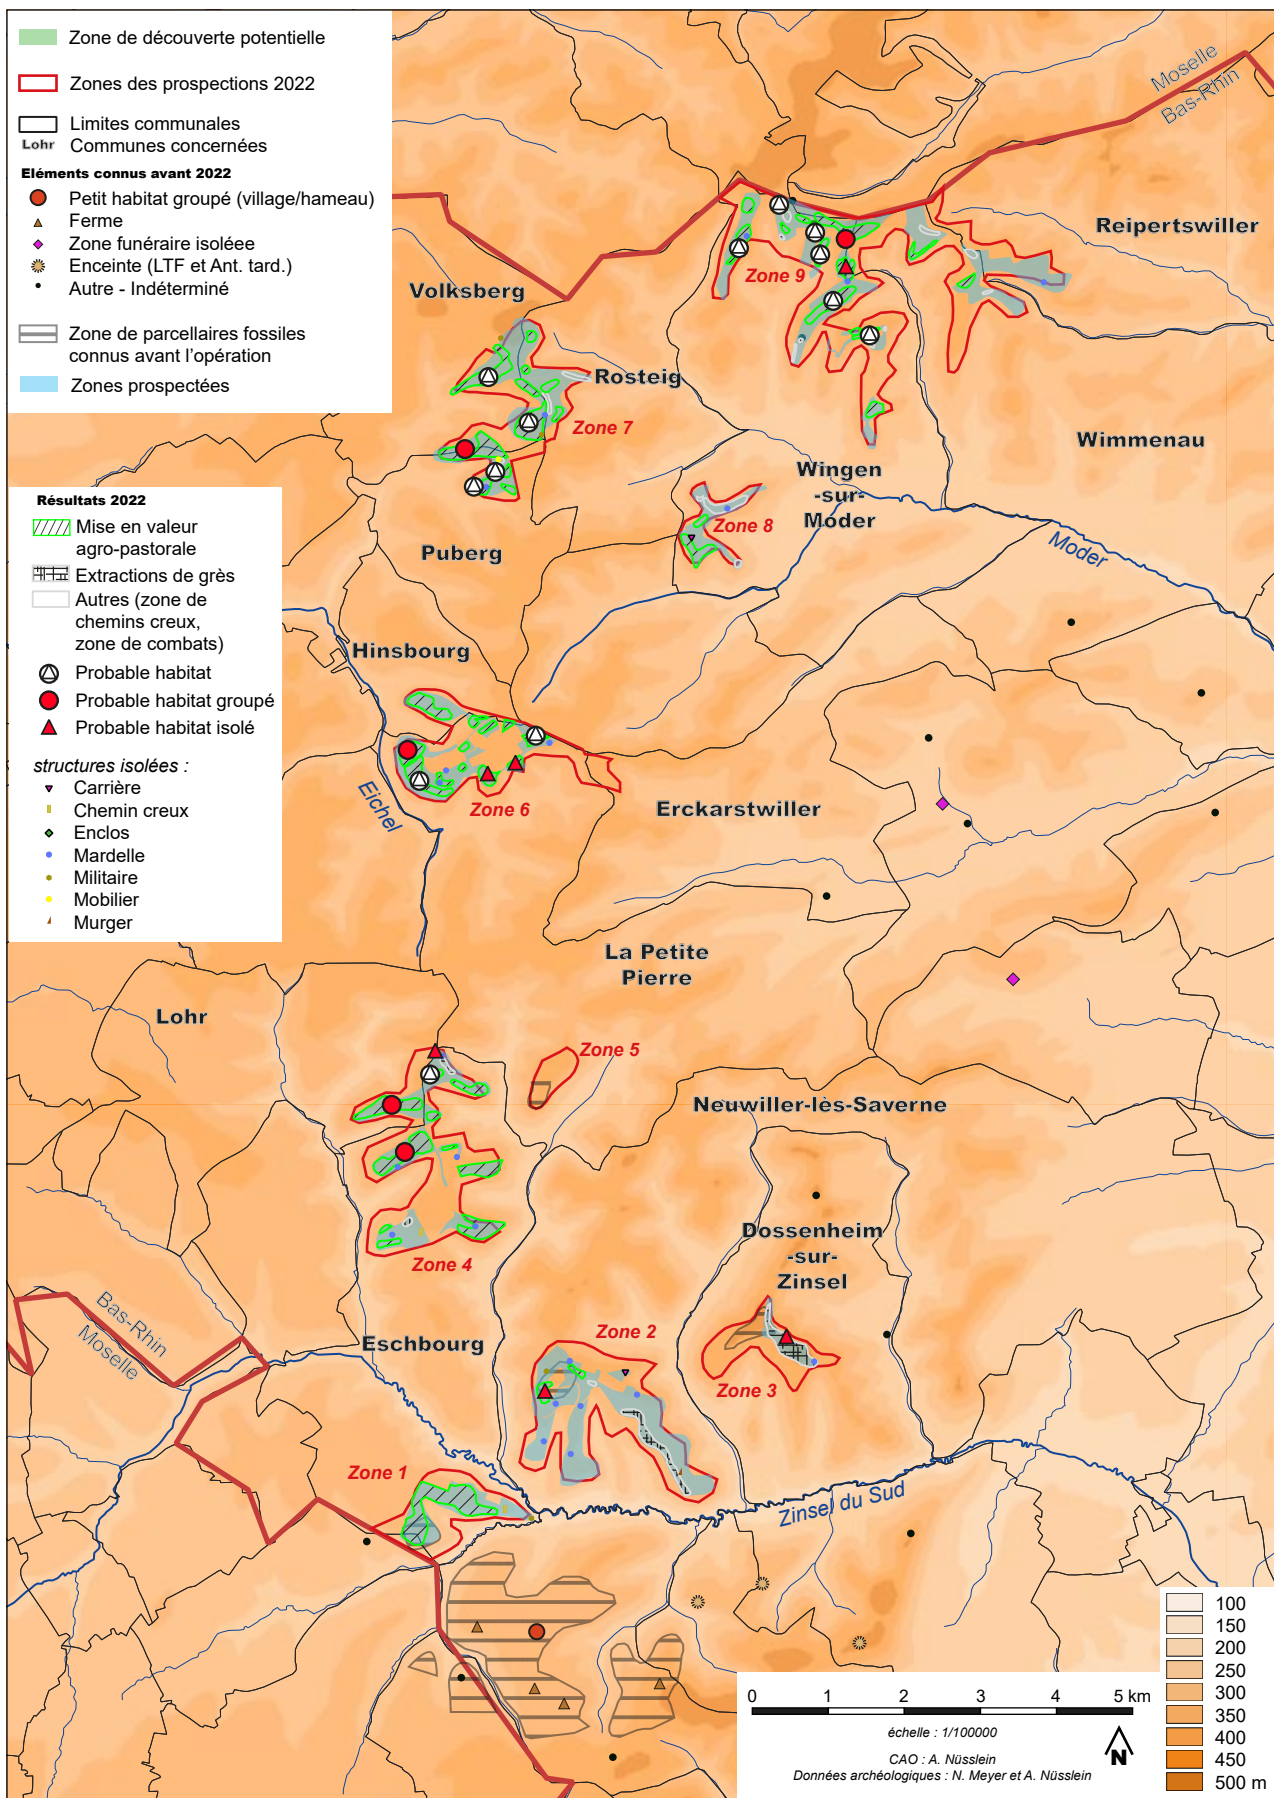 Zone de découverte potentielle
Zones des prospections 2022
Limites communales
Lohr
Communes concernées
Eléments connus avant 2022
Petit habitat groupé (village/hameau)
Ferme
Zone funéraire isoléee
Enceinte (LTF et Ant. tard.)
Autre - Indéterminé
Zone de parcellaires fossiles
connus avant l'opération
Zones prospectées
Résultats 2022
Mise en valeur
agro-pastorale
Extractions de grès
Autres (zone de
chemins creux,
zone de combats)
Probable habitat
Probable habitat groupé
Probable habitat isolé
structures isolées :
Carrière
Chemin creux
Enclos
Mardelle
Militaire
Mobilier
Murger
Moselle
Bas-Rhin
Reipertswiller
Zone 9
Volksberg
Rosteig
Zone 7
Wimmenau
Wingen
-sur-
Moder
Zone 8
Puberg
Moder
Hinsbourg
Eichel
Zone 6
Erckarstwiller
La Petite
Pierre
Lohr
Zone 5
Neuwiller-lès-Saverne
Dossenheim
-sur-
Zinsel
Zone 4
Bas-Rhin
Moselle
Eschbourg
Zone 2
Zone 3
Zone 1
Zinsel du Sud
0 1 2 3 4 5 km
échelle : 1/100000
CAO : A. Nüsslein
Données archéologiques : N. Meyer et A. Nüsslein
N
100
150
200
250
300
350
400
450
500 m